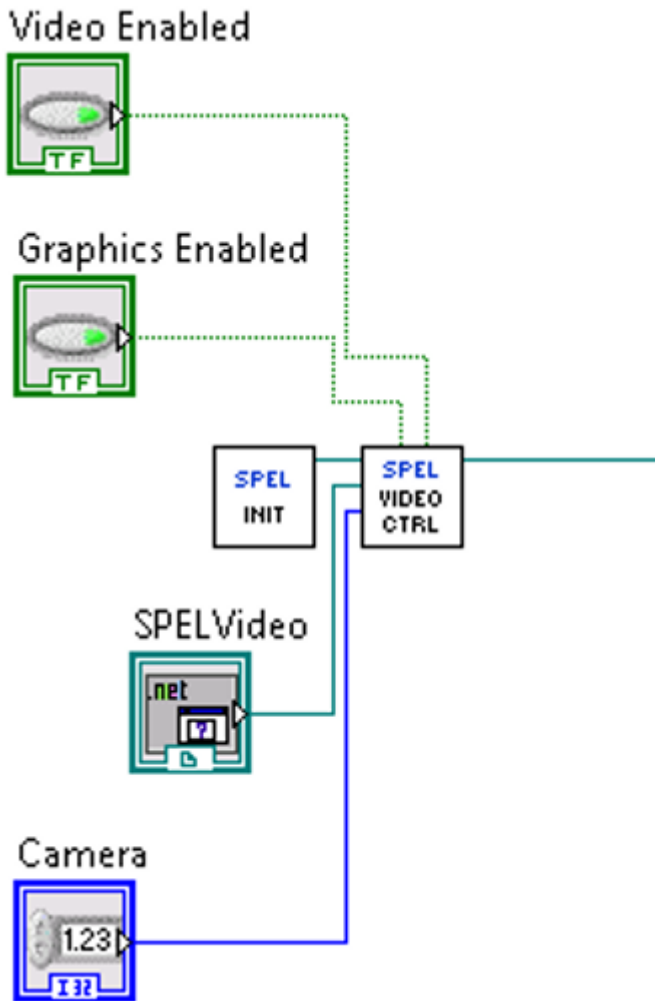 Video Enabled
TF
Graphics Enabled
TF
SPEL
INIT
SPEL
VIDEO
CTRL
SPELVideo
.net
?
Camera
1.23
I32